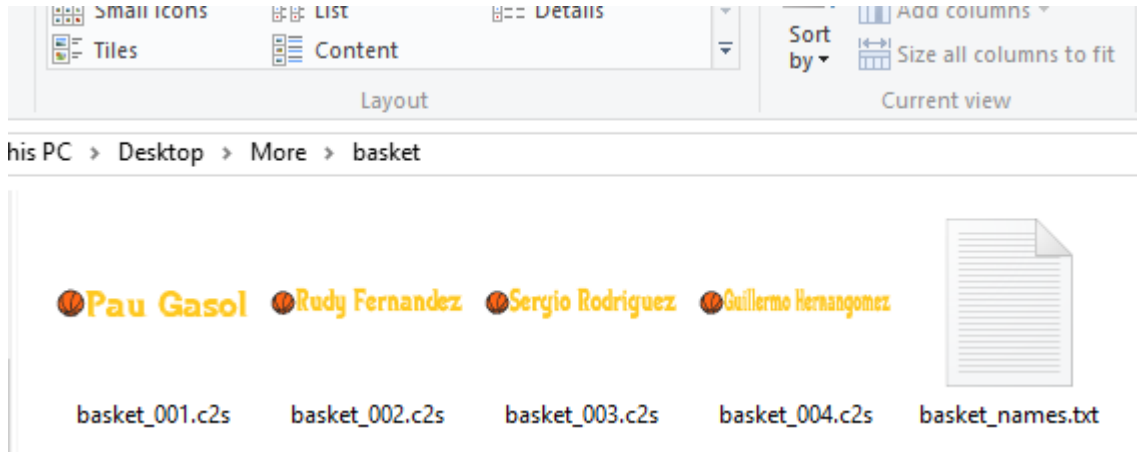 Small icons List Details Add columns
Sort
Tiles Content by Size all columns to fit
Layout Current view
his PC > Desktop > More > basket
Pau Gasol Rudy Fernandez Sergio Rodriguez Guillermo Hernangomez
basket_001.c2s basket_002.c2s basket_003.c2s basket_004.c2s basket_names.txt